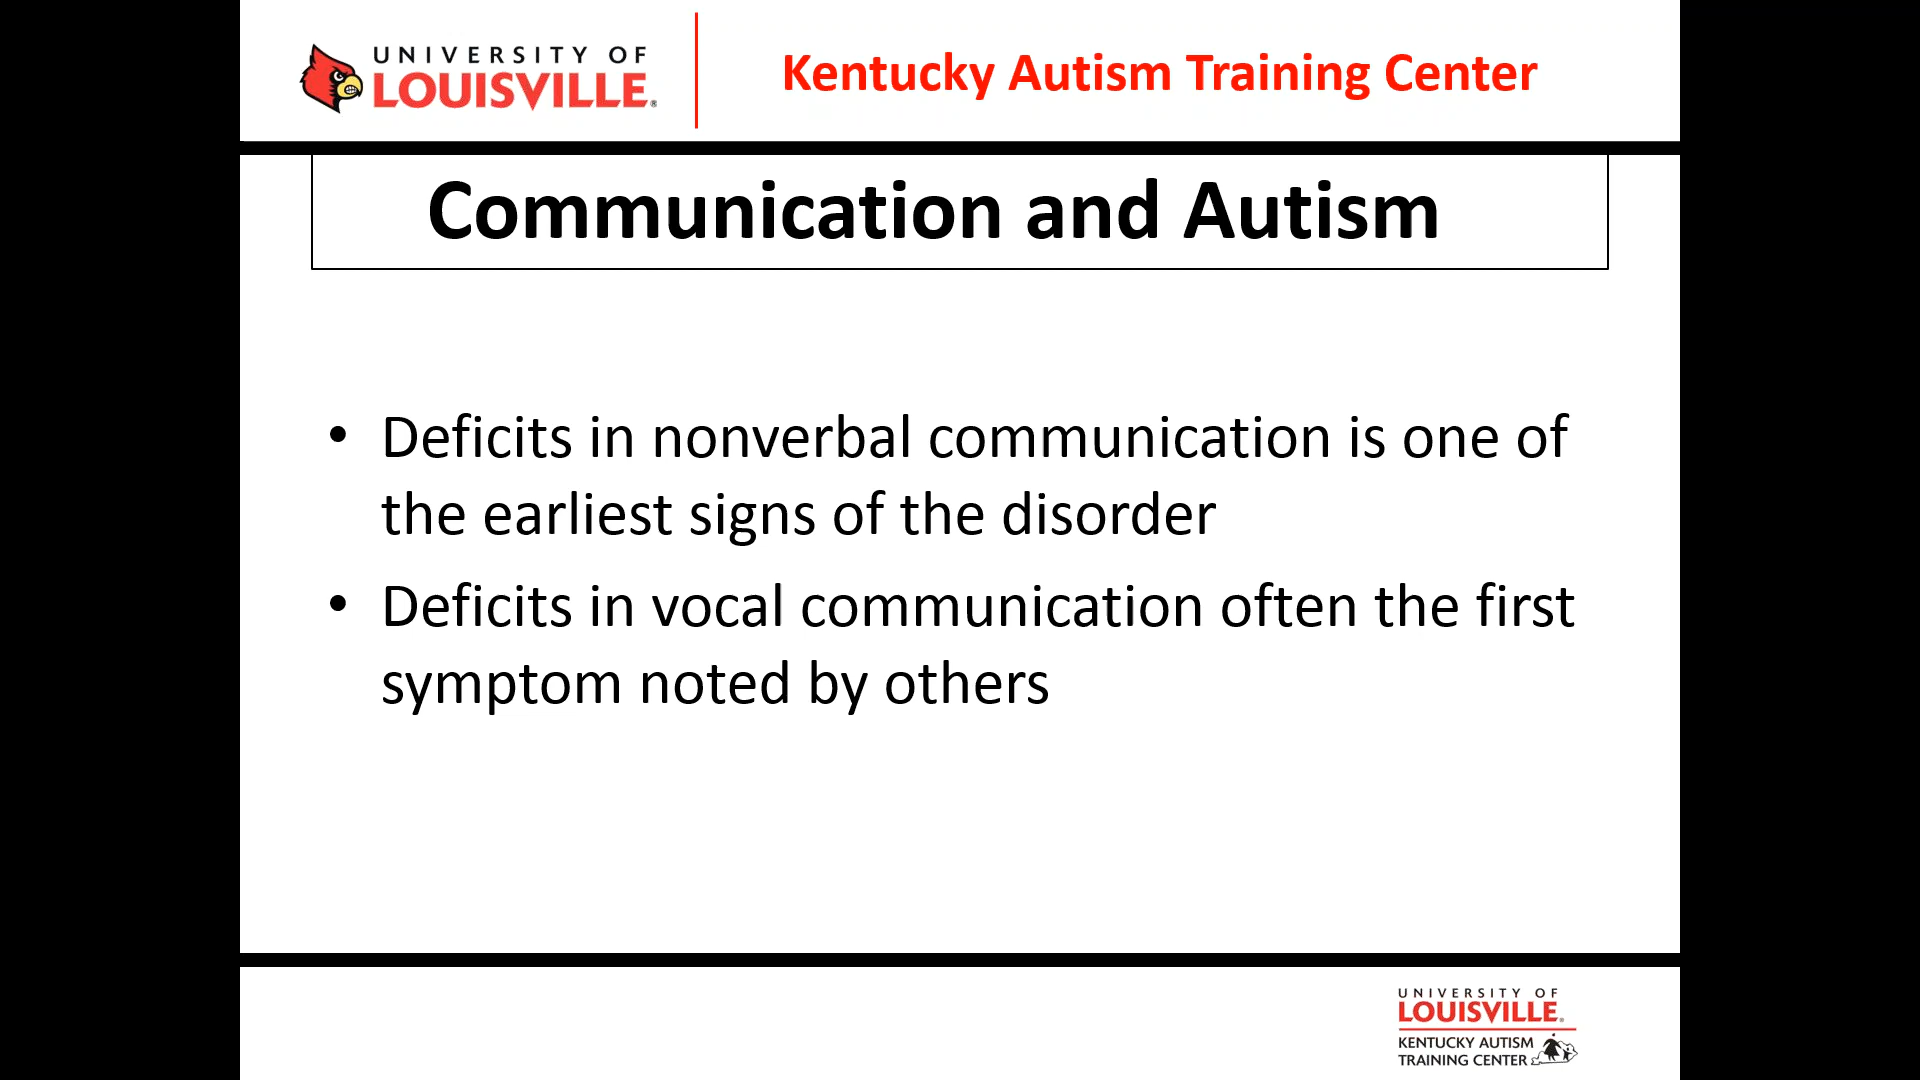 UNIVERSITY OF
LOUISVILLE®
Kentucky Autism Training Center
Communication and Autism
• Deficits in nonverbal communication is one of
the earliest signs of the disorder
• Deficits in vocal communication often the first
symptom noted by others
UNIVERSITY OF
LOUISVILLE®
KENTUCKY AUTISM
TRAINING CENTER